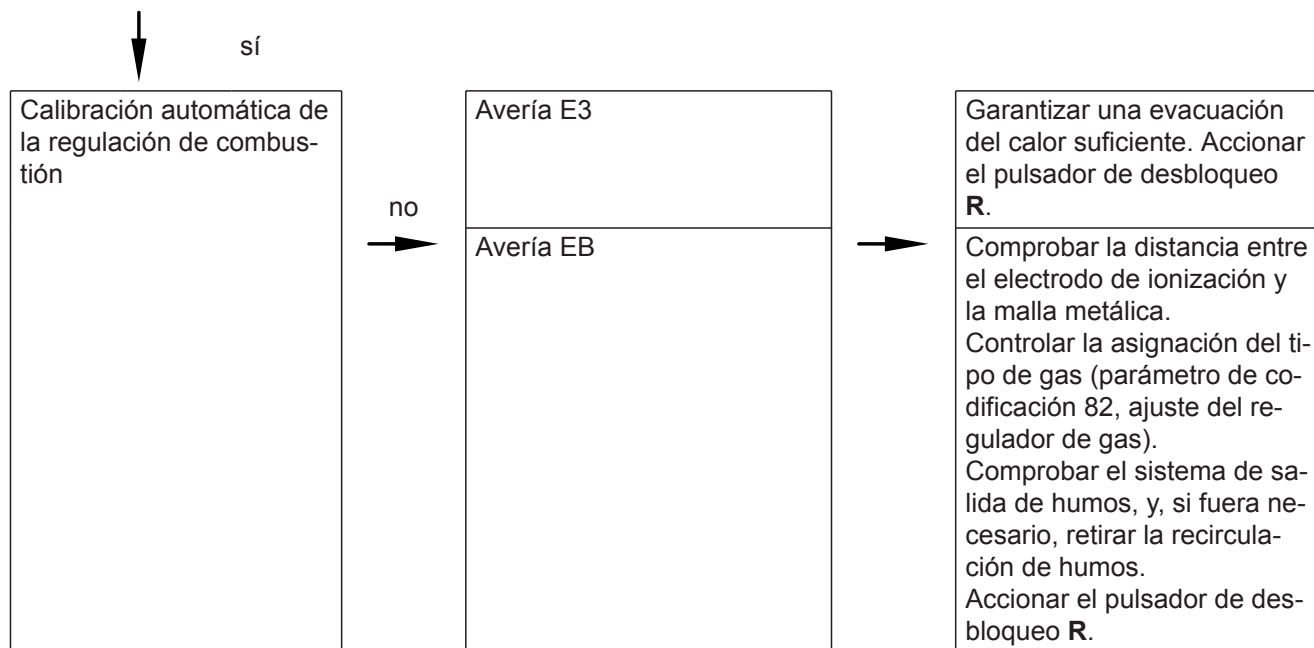 sí
Calibración automática de
la regulación de combus-
tión
no
Avería E3
Garantizar una evacuación
del calor suficiente. Accionar
el pulsador de desbloqueo
R.
Avería EB
Comprobar la distancia entre
el electrodo de ionización y
la malla metálica.
Controlar la asignación del ti-
po de gas (parámetro de co-
dificación 82, ajuste del re-
gulador de gas).
Comprobar el sistema de sa-
lida de humos, y, si fuera ne-
cesario, retirar la recircula-
ción de humos.
Accionar el pulsador de des-
bloqueo R.